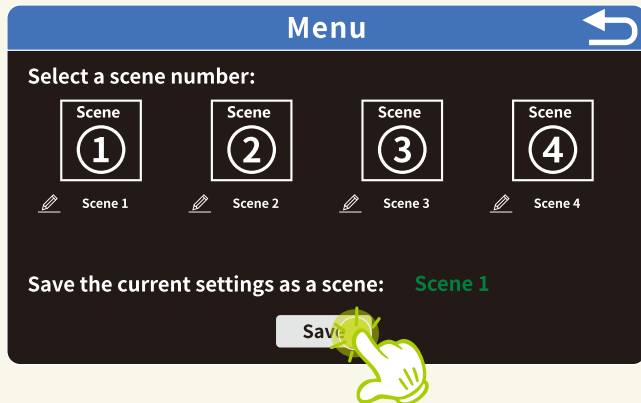 Menu
Select a scene number:
Scene Scene Scene Scene
1 2 3 4
Scene 1 Scene 2 Scene 3 Scene 4
Save the current settings as a scene: Scene 1
Save